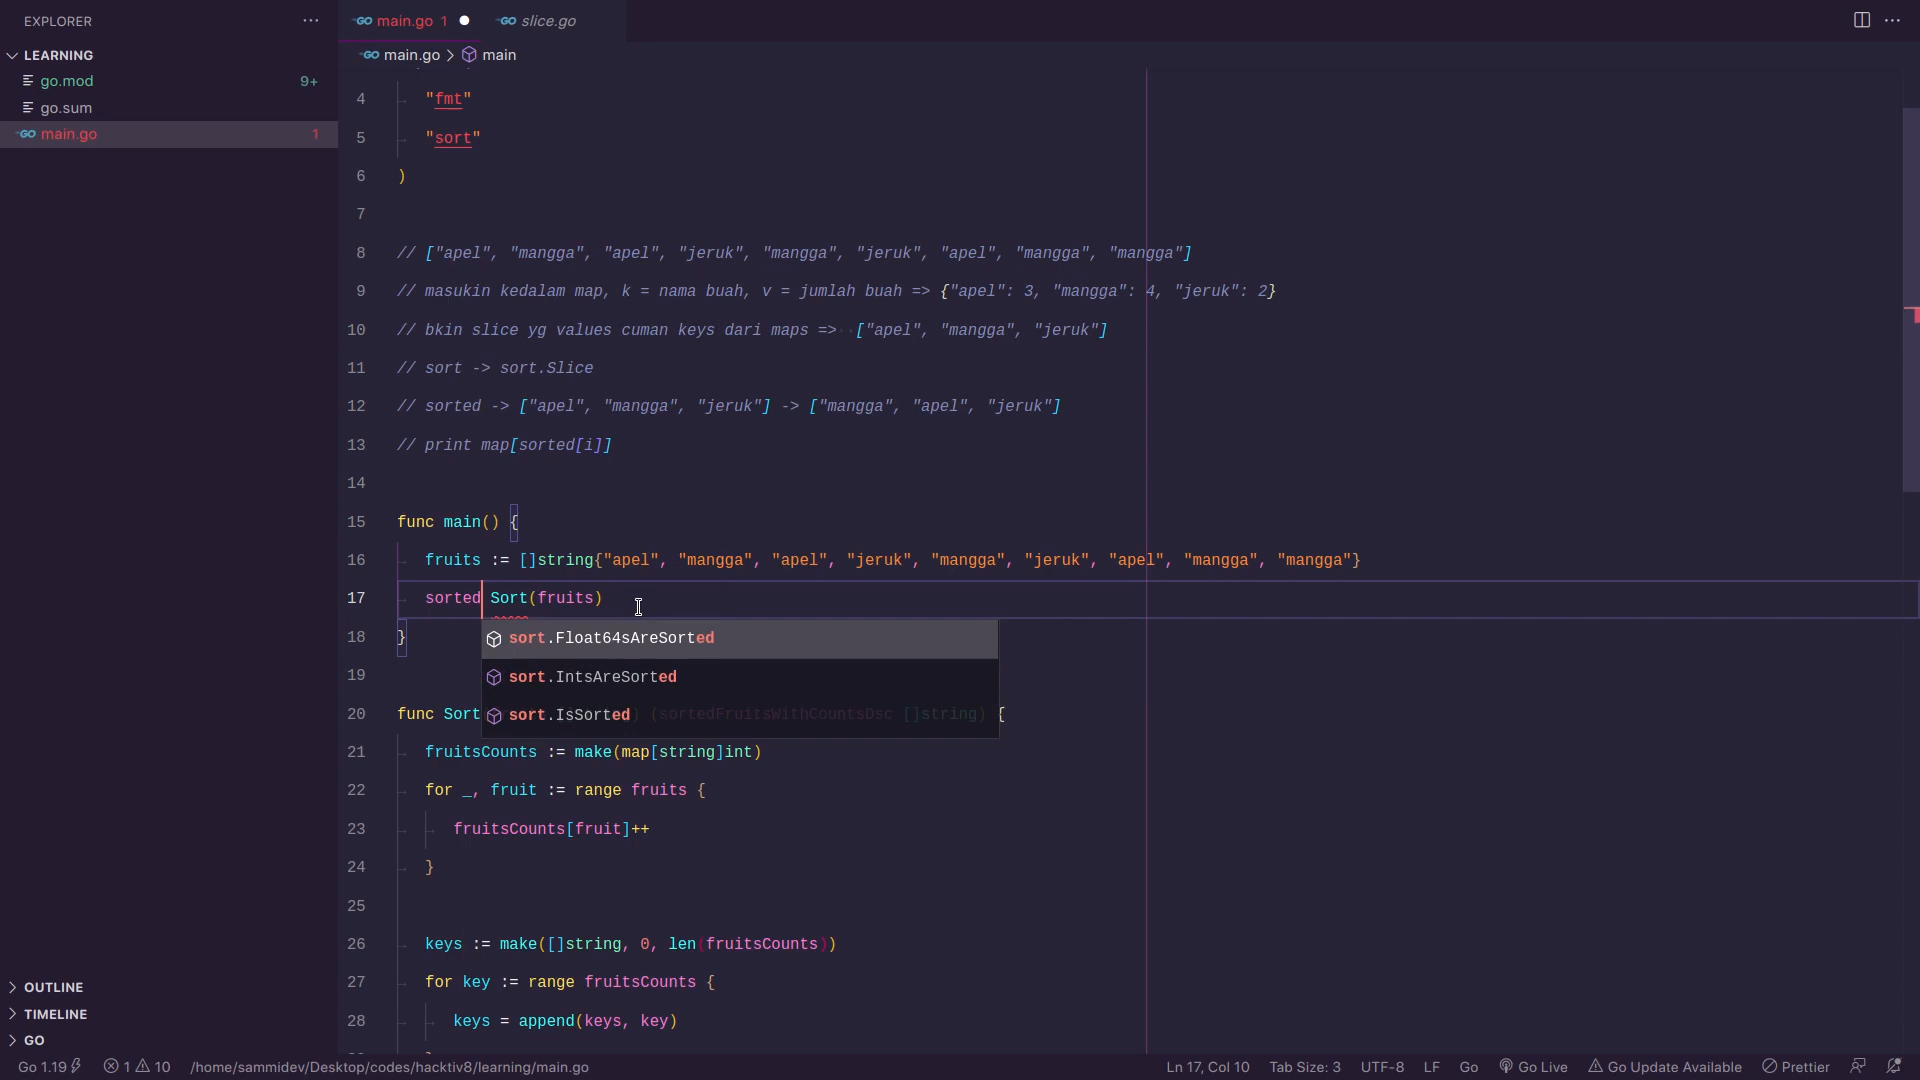 EXPLORER
main.go 1
slice.go
LEARNING
main.go > main
go.mod 9+
go.sum
main.go 1
4 "fmt"
5 "sort"
6 )
7
8 // ["apel", "mangga", "apel", "jeruk", "mangga", "jeruk", "apel", "mangga", "mangga"]
9 // masukin kedalam map, k = nama buah, v = jumlah buah => {"apel": 3, "mangga": 4, "jeruk": 2}
10 // bkin slice yg values cuman keys dari maps =>  ["apel", "mangga", "jeruk"]
11 // sort -> sort.Slice
12 // sorted -> ["apel", "mangga", "jeruk"] -> ["mangga", "apel", "jeruk"]
13 // print map[sorted[i]]
14
15 func main() {
16 fruits := []string{"apel", "mangga", "apel", "jeruk", "mangga", "jeruk", "apel", "mangga", "mangga"}
17 sorted Sort(fruits)
18 }
sort.Float64sAreSorted
19
sort.IntsAreSorted
20 func Sort
sort.IsSorted
(sortedFruitsWithCountsDsc []string) {
21 fruitsCounts := make(map[string]int)
22 for _, fruit := range fruits {
23 fruitsCounts[fruit]++
24 }
25
26 keys := make([]string, 0, len(fruitsCounts))
27 for key := range fruitsCounts {
28 keys = append(keys, key)
OUTLINE
TIMELINE
GO
Go 1.19
1 10
/home/sammidev/Desktop/codes/hacktiv8/learning/main.go
Ln 17, Col 10
Tab Size: 3
UTF-8
LF
Go
Go Live
Go Update Available
Prettier